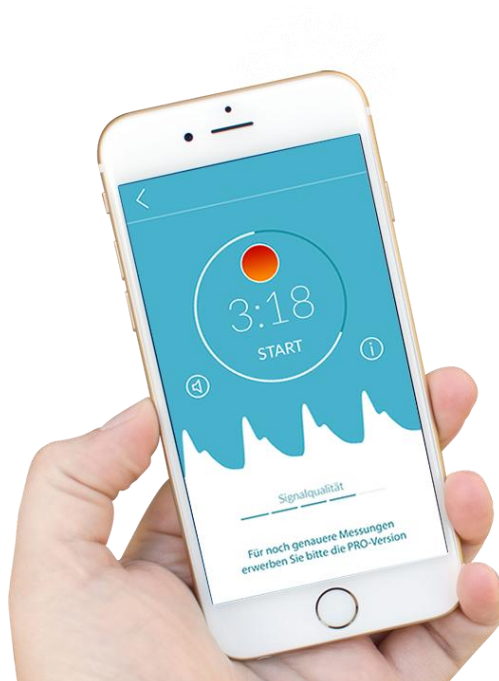 3:18
START
Signalqualität
Für noch genauere Messungen
erwerben Sie bitte die PRO-Version